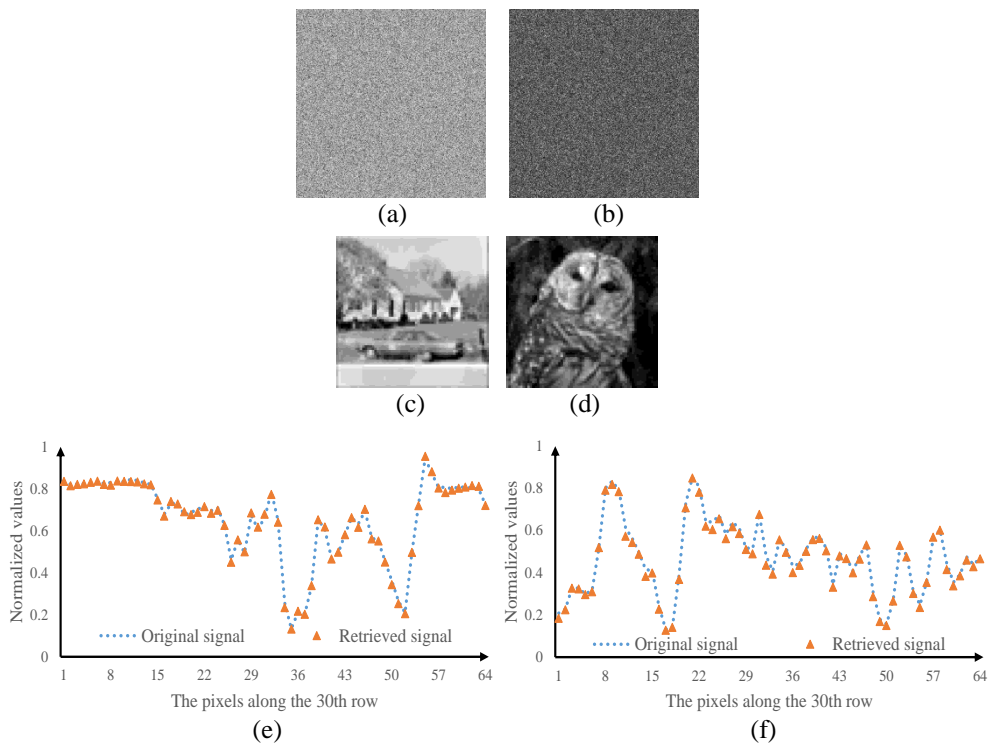 (a)
(b)
(c)
(d)
Normalized values
1
0.8
0.6
0.4
0.2
0
Original signal
Retrieved signal
1 8 15 22 29 36 43 50 57 64
The pixels along the 30th row
(e)
Normalized values
1
0.8
0.6
0.4
0.2
0
Original signal
Retrieved signal
1 8 15 22 29 36 43 50 57 64
The pixels along the 30th row
(f)